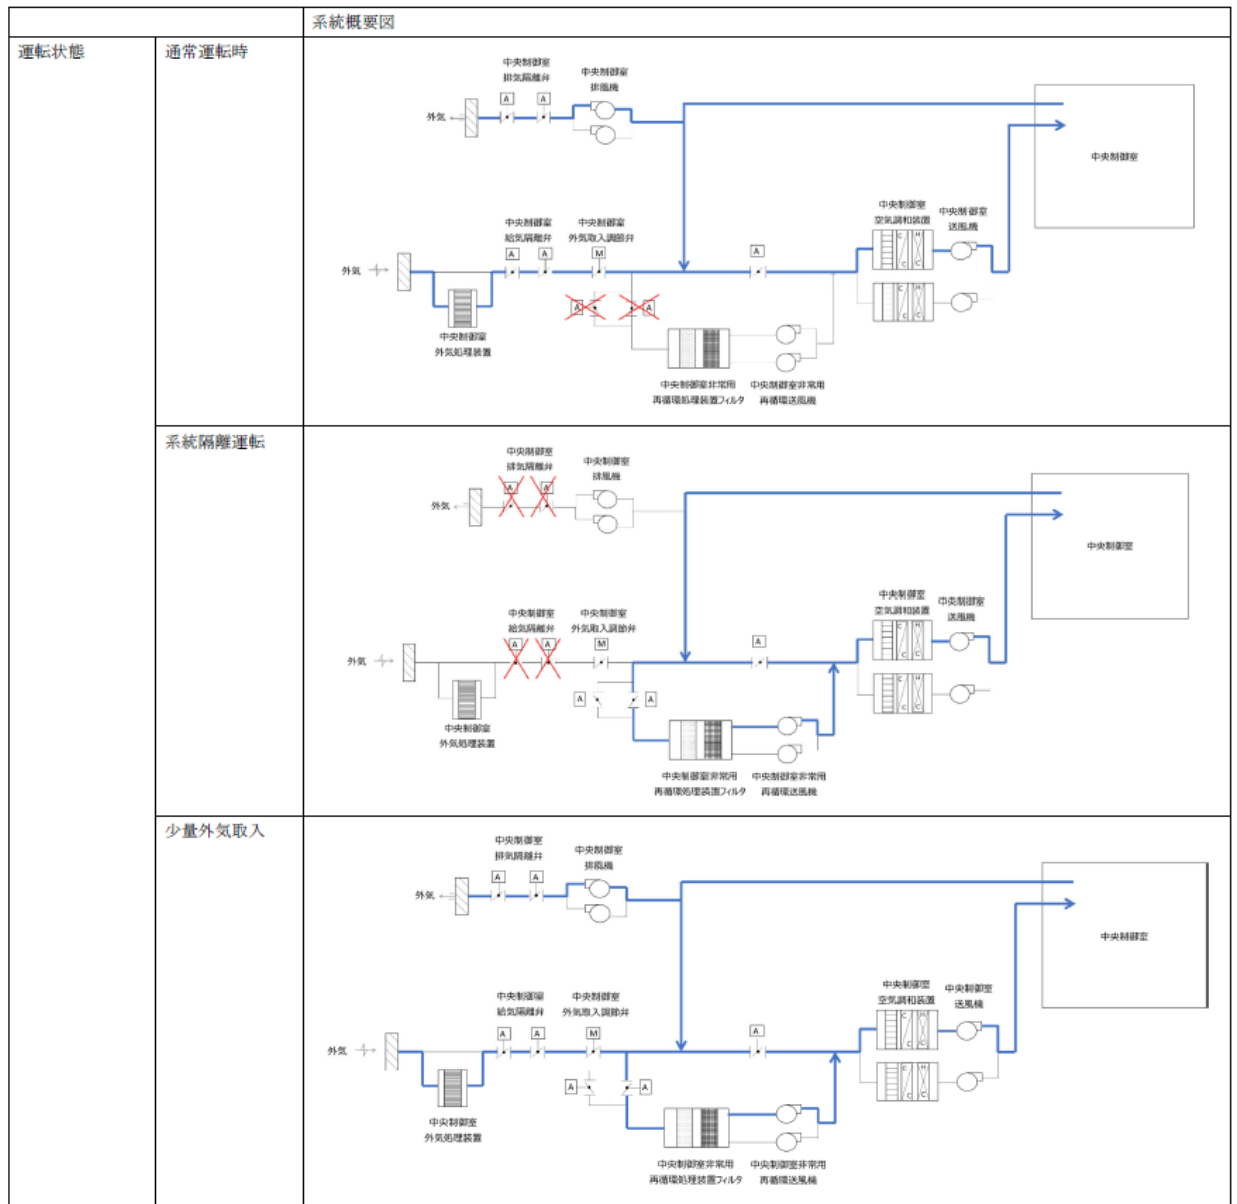 系統概要図
運転状態
通常運転時
中央制御室
排気隔離弁
中央制御室
排風機
A
A
外気
中央制御室
中央制御室
給気隔離弁
中央制御室
外気取入調節弁
中央制御室
空気調和装置
中央制御室
送風機
A
A
M
A
外気
C
H
C
C
A
A
C
H
C
C
中央制御室
外気処理装置
中央制御室非常用
再循環処理装置フィルタ
中央制御室非常用
再循環送風機
系統隔離運転
中央制御室
排気隔離弁
中央制御室
排風機
A
A
外気
中央制御室
中央制御室
給気隔離弁
中央制御室
外気取入調節弁
中央制御室
空気調和装置
中央制御室
送風機
A
A
M
A
外気
C
H
C
C
A
A
C
H
C
C
中央制御室
外気処理装置
中央制御室非常用
再循環処理装置フィルタ
中央制御室非常用
再循環送風機
少量外気取入
中央制御室
排気隔離弁
中央制御室
排風機
A
A
外気
中央制御室
中央制御室
給気隔離弁
中央制御室
外気取入調節弁
中央制御室
空気調和装置
中央制御室
送風機
A
A
M
A
外気
C
H
C
C
A
A
C
H
C
C
中央制御室
外気処理装置
中央制御室非常用
再循環処理装置フィルタ
中央制御室非常用
再循環送風機